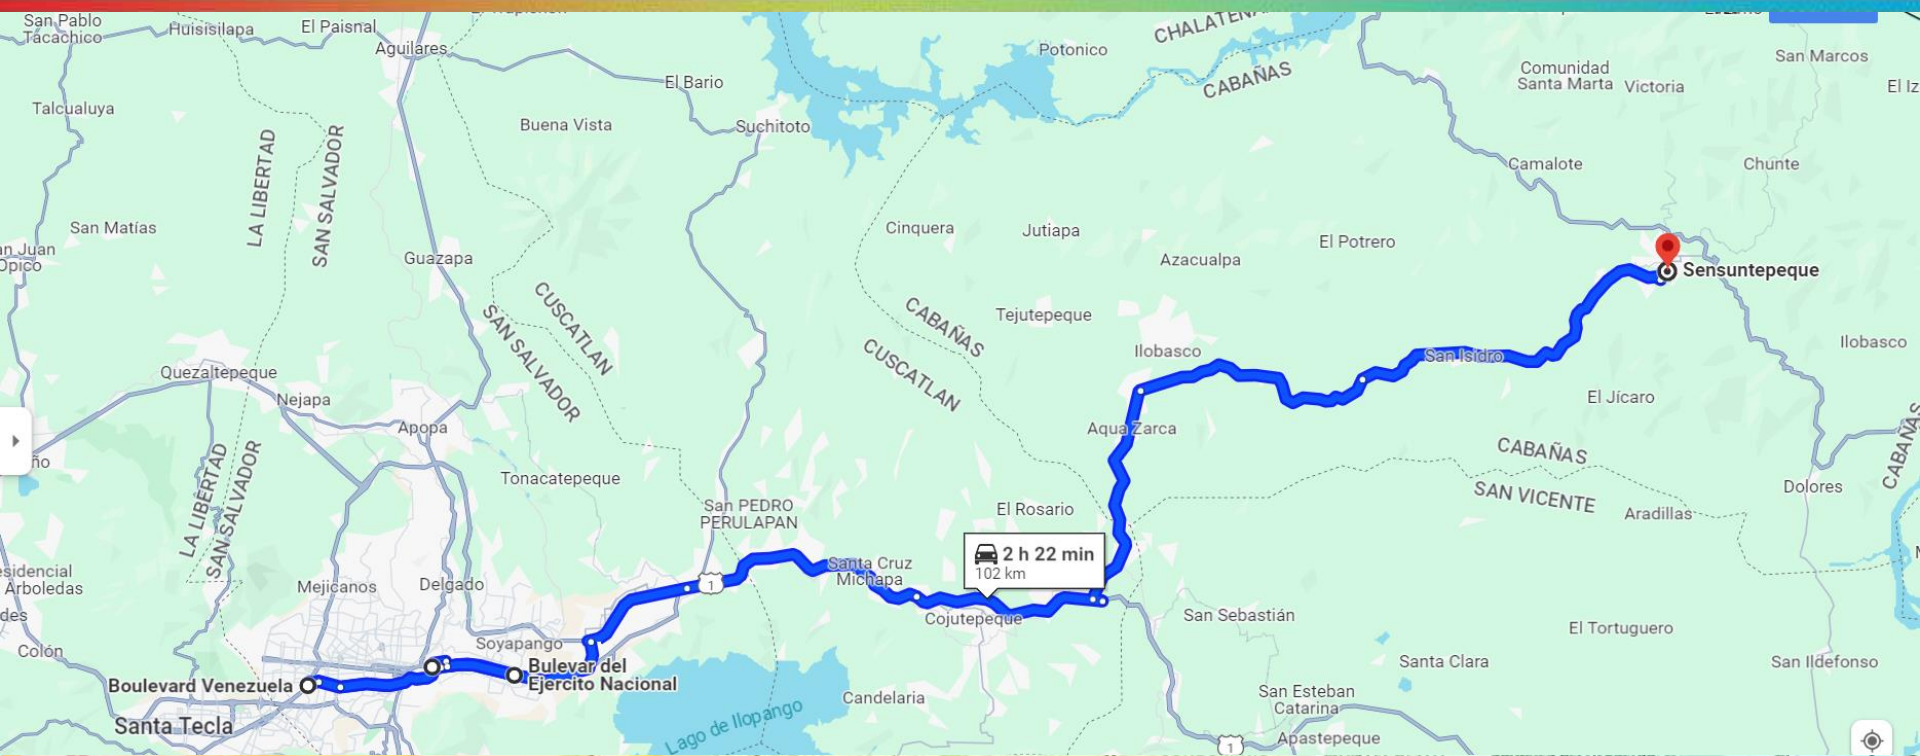 San Pablo
Tacachico
Huisisilapa
El Paisnal
Aguilares
El Bario
Potonico
CABAÑAS
Comunidad
Santa Marta
Victoria
San Marcos
Talcualuya
Buena Vista
Suchitoto
LA LIBERTAD
SAN SALVADOR
Camalote
Chunte
San Matías
Cinquera
Jutiapa
El Potrero
Guazapa
Azacualpa
Sensuntepeque
CUSCATLAN
SAN SALVADOR
CABAÑAS
CUSCATLAN
Tejutepeque
Ilobasco
San Isidro
Ilobasco
Quezaltepeque
Nejapa
El Jícaro
Apopa
Aqua Zarca
CABAÑAS
SAN VICENTE
CABAÑAS
Tonacatepeque
Dolores
LA LIBERTAD
SAN SALVADOR
San PEDRO
PERULAPAN
El Rosario
Aradillas
2 h 22 min
102 km
Santa Cruz
Michapa
1
Mejicanos
Delgado
Arboledas
Cojutepeque
San Sebastián
El Tortuguero
Colón
Soyapango
Bulevar del
Ejercito Nacional
Boulevard Venezuela
Santa Clara
San Ildefonso
Candelaria
San Esteban
Catarina
Santa Tecla
Lago de Ilopango
1
Apastepeque